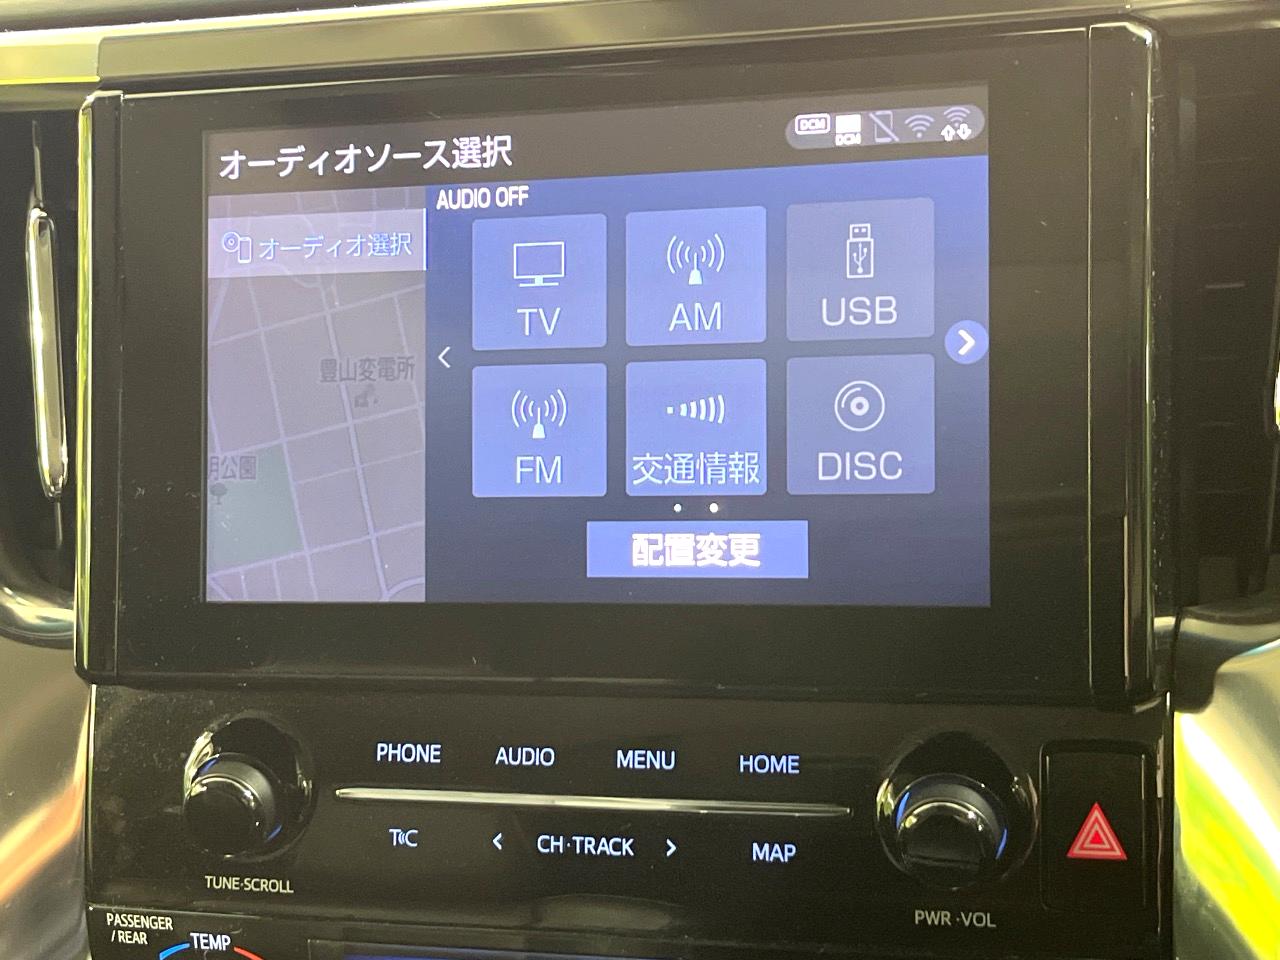 オーディオソース選択
DCM
DCM
オーディオ選択
AUDIO OFF
TV
AM
USB
豊山変電所
月公園
FM
交通情報
DISC
配置変更
PHONE
AUDIO
MENU
HOME
T C
< CH·TRACK >
MAP
TUNE·SCROLL
PWR·VOL
PASSENGER
/ REAR
TEMP